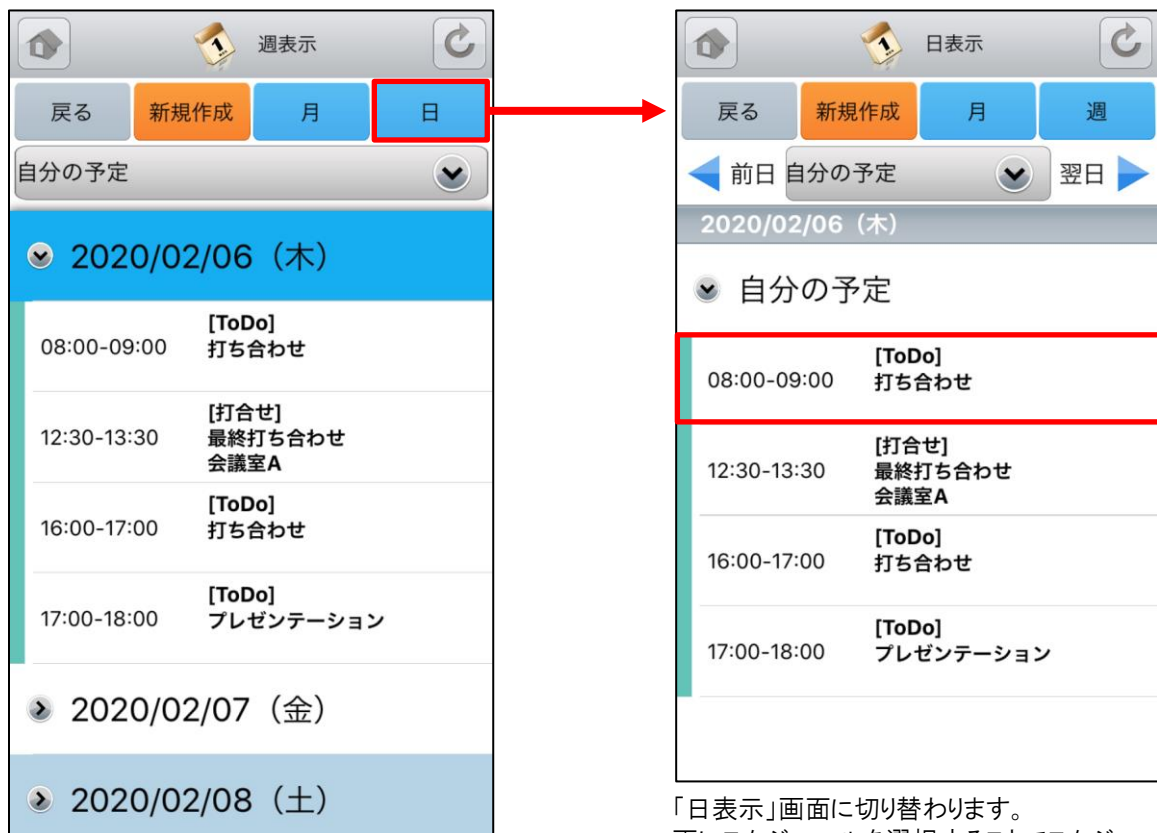 週表示
戻る 新規作成 月 日
自分の予定
2020/02/06（木）
08:00-09:00 [ToDo]
打ち合わせ
12:30-13:30 [打合せ]
最終打ち合わせ
会議室A
16:00-17:00 [ToDo]
打ち合わせ
17:00-18:00 [ToDo]
プレゼンテーション
2020/02/07（金）
2020/02/08（土）
日表示
戻る 新規作成 月 週
前日 自分の予定 翌日
2020/02/06（木）
自分の予定
08:00-09:00 [ToDo]
打ち合わせ
12:30-13:30 [打合せ]
最終打ち合わせ
会議室A
16:00-17:00 [ToDo]
打ち合わせ
17:00-18:00 [ToDo]
プレゼンテーション
「日表示」画面に切り替わります。